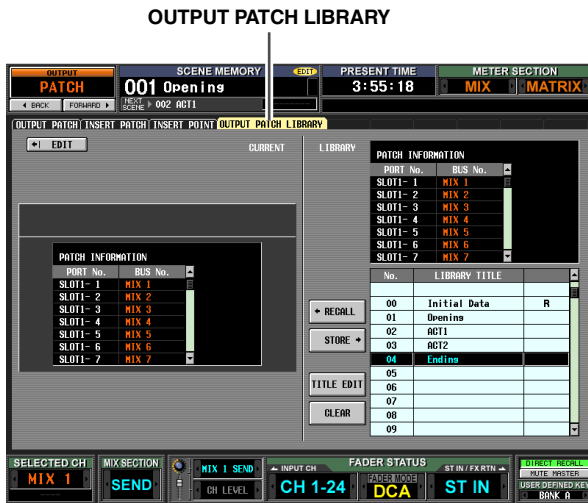 OUTPUT PATCH LIBRARY
OUTPUT
PATCH
BACK FORWARD
SCENE MEMORY EDIT
001 Opening
NEXT SCENE 002 ACT1
PRESENT TIME
3:55:18
METER SECTION
MIX MATRIX
OUTPUT PATCH INSERT PATCH INSERT POINT OUTPUT PATCH LIBRARY
EDIT
CURRENT
LIBRARY
PATCH INFORMATION
PORT No. BUS No.
SLOT1- 1 MIX 1
SLOT1- 2 MIX 2
SLOT1- 3 MIX 3
SLOT1- 4 MIX 4
SLOT1- 5 MIX 5
SLOT1- 6 MIX 6
SLOT1- 7 MIX 7
PATCH INFORMATION
PORT No. BUS No.
SLOT1- 1 MIX 1
SLOT1- 2 MIX 2
SLOT1- 3 MIX 3
SLOT1- 4 MIX 4
SLOT1- 5 MIX 5
SLOT1- 6 MIX 6
SLOT1- 7 MIX 7
RECALL
STORE
TITLE EDIT
CLEAR
No. LIBRARY TITLE
00 Initial Data R
01 Opening
02 ACT1
03 ACT2
04 Ending
05
06
07
08
09
SELECTED CH
MIX 1
MIX SECTION
SEND
MIX 1 SEND
CH LEVEL
FADER STATUS
INPUT CH
CH 1-24
FADER MODE
DCA
ST IN / FX RTN
ST IN
DIRECT RECALL
MUTE MASTER
USER DEFINED KEY
BANK A